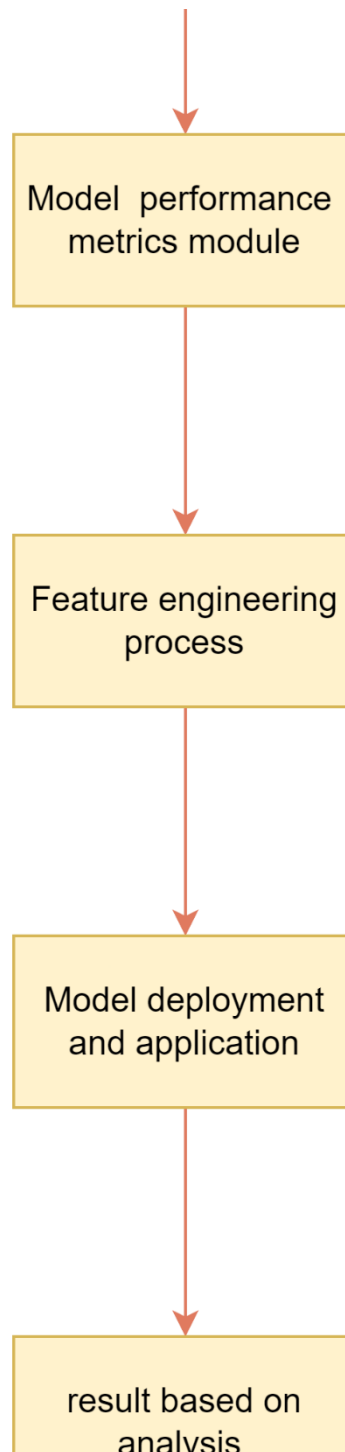 Model  performance
metrics module
Feature engineering
process
Model deployment
and application
result based on
analysis